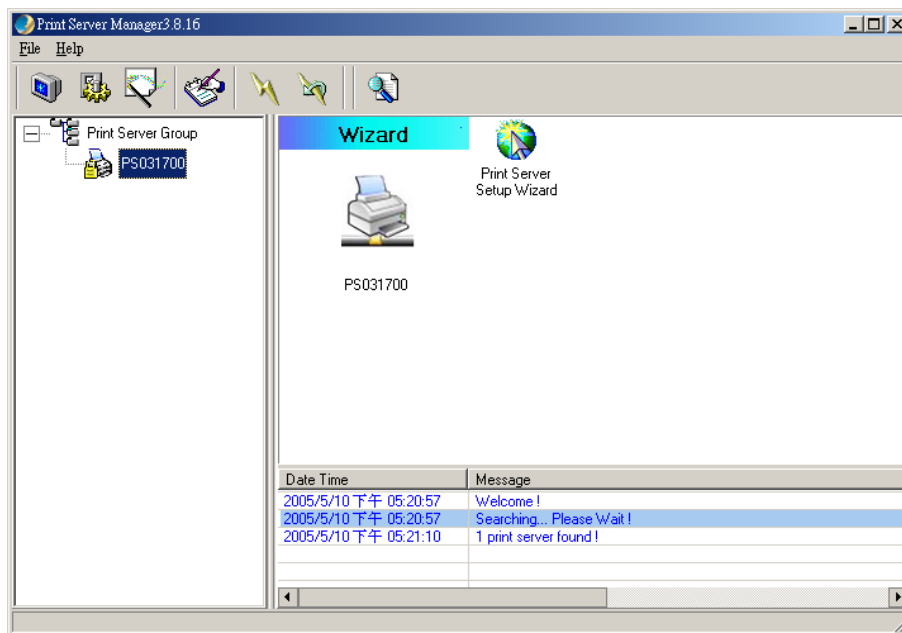 Print Server Manager3.8.16
File Help
Print Server Group
PS031700
Wizard
Print Server
Setup Wizard
PS031700
Date Time Message
2005/5/10 下午 05:20:57 Welcome !
2005/5/10 下午 05:20:57 Searching... Please Wait !
2005/5/10 下午 05:21:10 1 print server found !